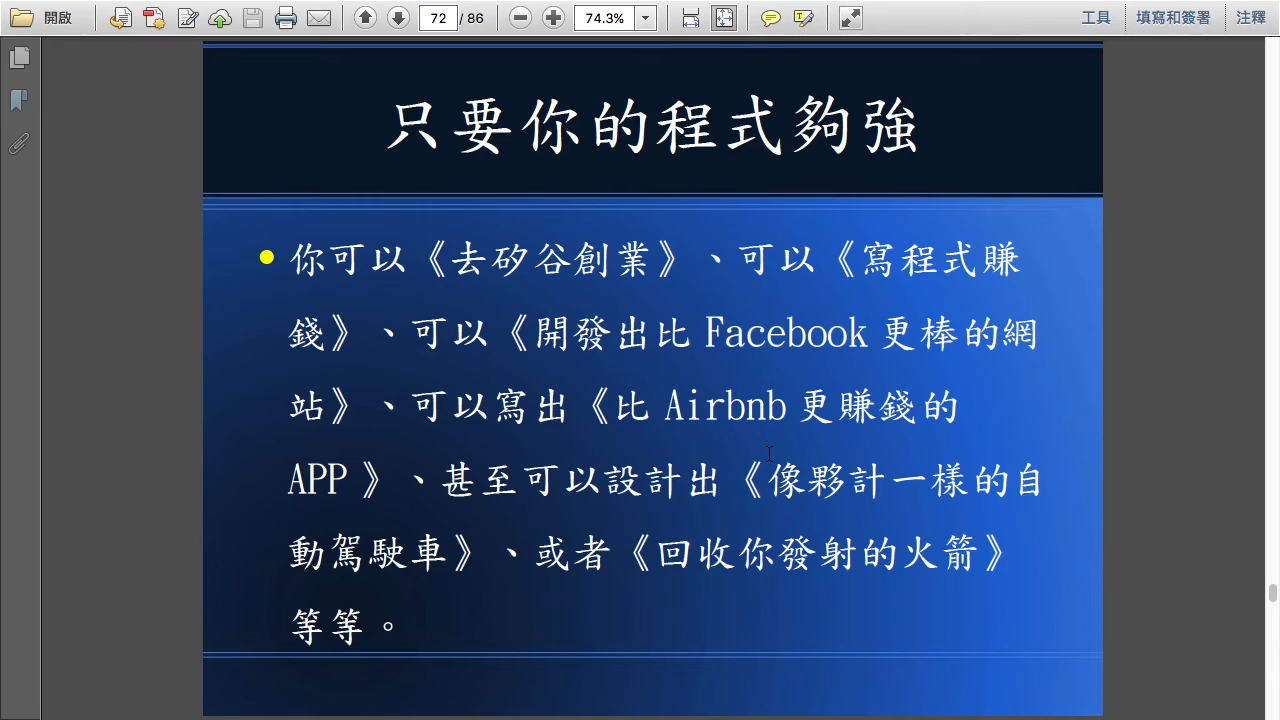 開啟
72 / 86
74.3%
工具
填寫和簽署
注釋
只要你的程式夠強
你可以《去矽谷創業》、可以《寫程式賺
錢》、可以《開發出比 Facebook 更棒的網
站》、可以寫出《比 Airbnb 更賺錢的
APP 》、甚至可以設計出《像夥計一樣的自
動駕駛車》、或者《回收你發射的火箭》
等等。